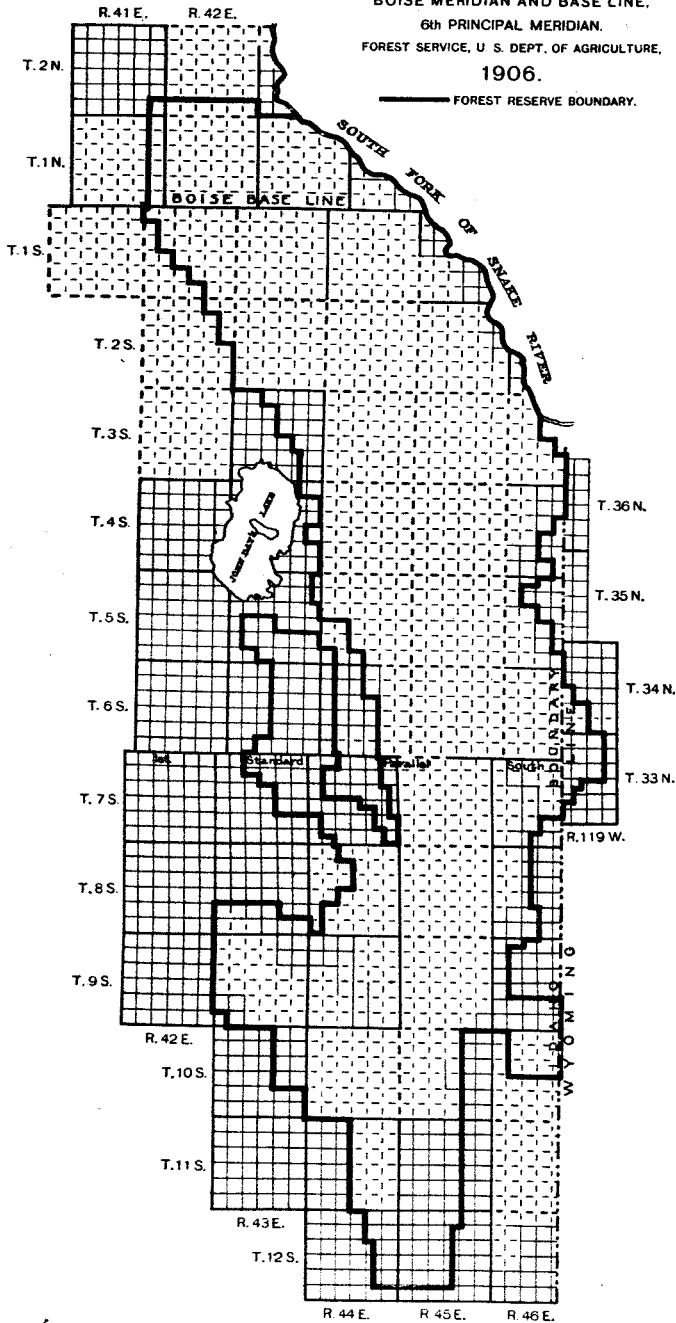 BOISE MERIDIAN AND BASE LINE,
6th PRINCIPAL MERIDIAN.
FOREST SERVICE, U. S. DEPT. OF AGRICULTURE,
1906.
FOREST RESERVE BOUNDARY.
R. 41 E. R. 42 E.
T. 2 N.
T. 1 N.
BOISE BASE LINE
SOUTH FORK OF SNAKE RIVER
T. 1 S.
T. 2 S.
T. 3 S.
T. 4 S.
T. 36 N.
T. 5 S.
T. 35 N.
T. 6 S.
T. 34 N.
BOUNDARY LINE
1st. Standard Parallel South
T. 7 S.
T. 33 N.
R. 119 W.
T. 8 S.
T. 9 S.
IDAHO
WYOMING
R. 42 E.
T. 10 S.
T. 11 S.
R. 43 E.
T. 12 S.
R. 44 E. R. 45 E. R. 46 E.